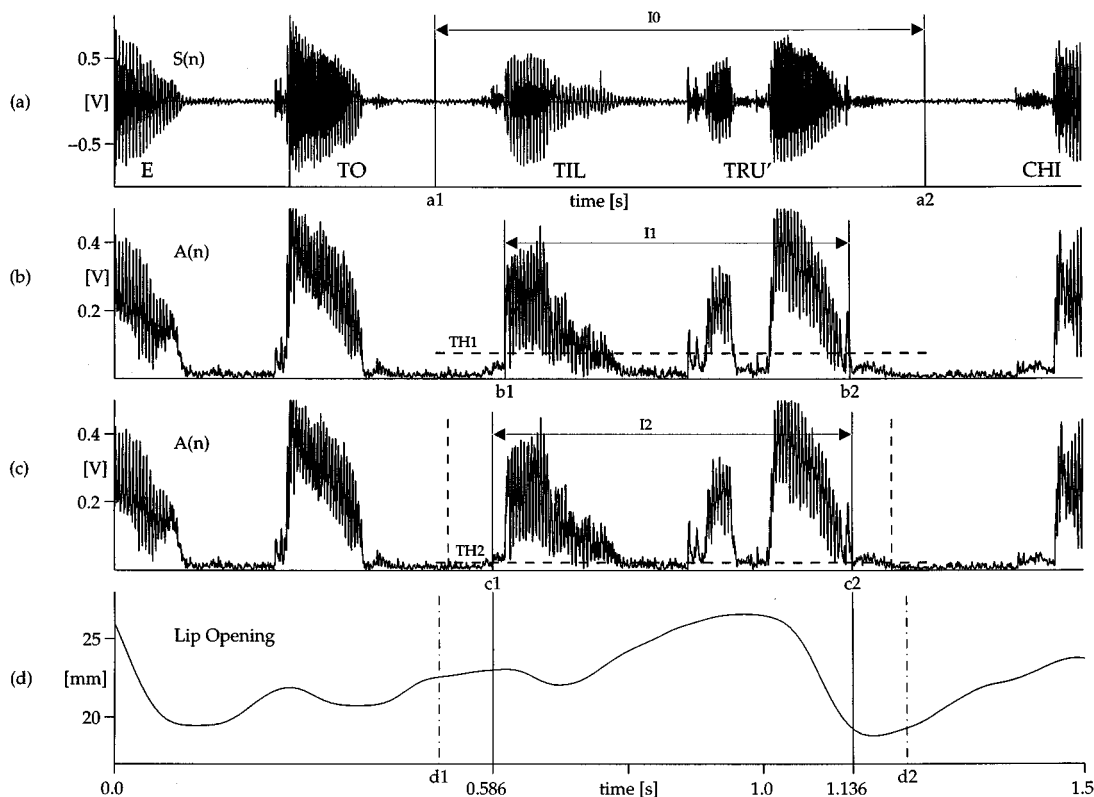 I0
S(n)
0.5
(a) [V]
−0.5
E TO TIL TRU' CHI
a1 time [s] a2
I1
0.4 A(n)
(b) [V]
0.2
TH1
b1 b2
I2
0.4 A(n)
(c) [V]
0.2
TH2
c1 c2
25 Lip Opening
(d) [mm]
20
d1 d2
0.0 0.586 time [s] 1.0 1.136 1.5